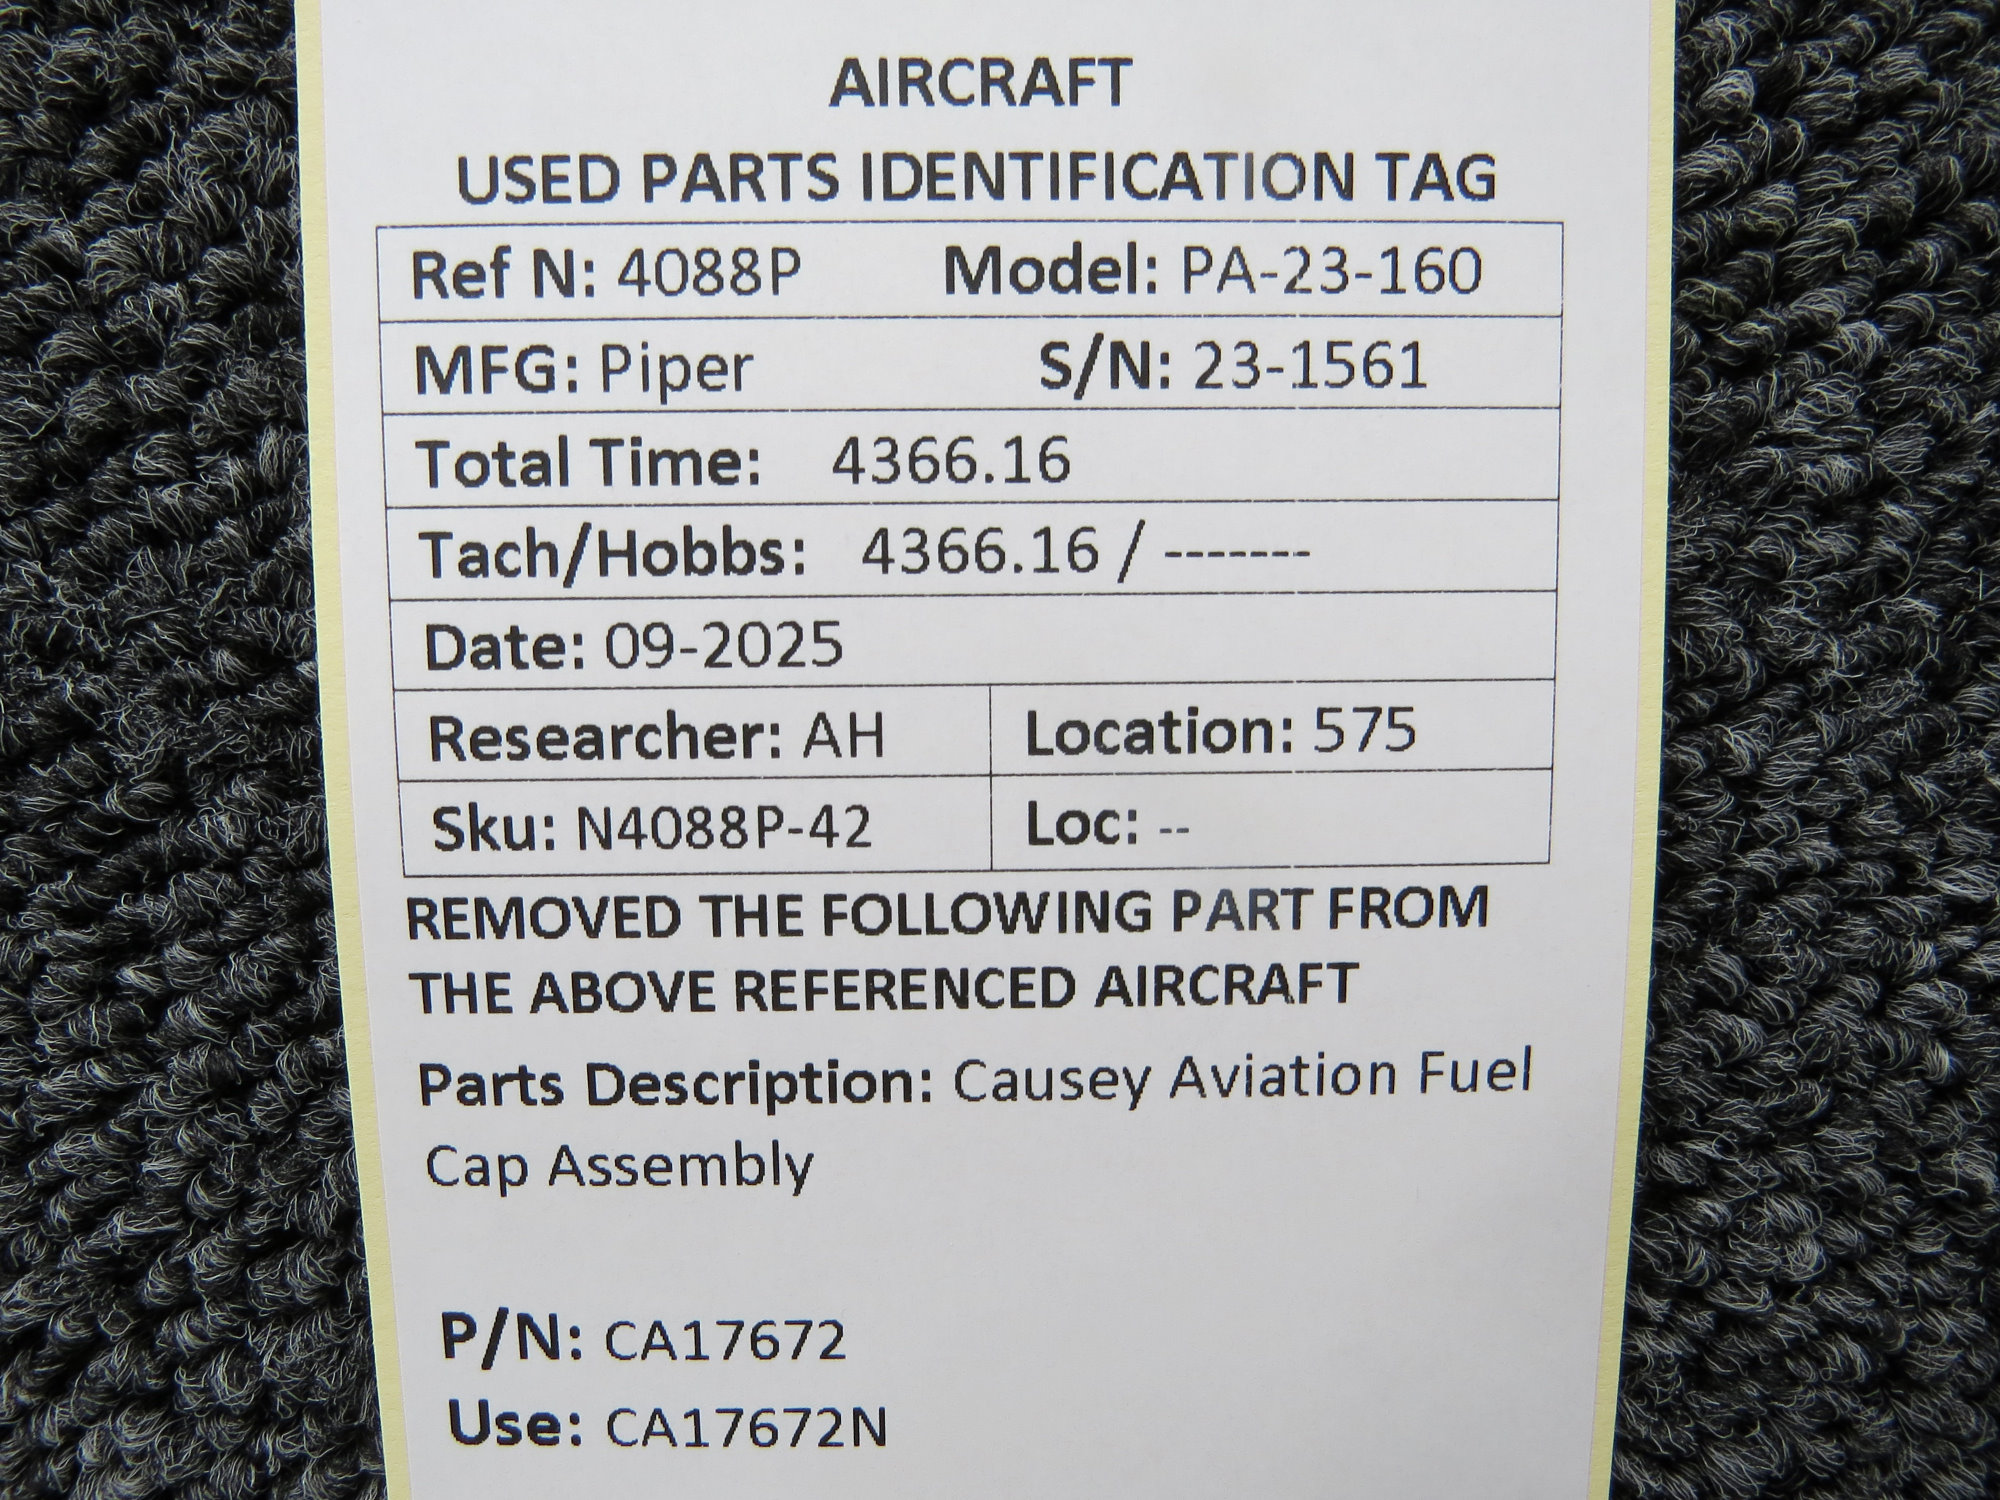 AIRCRAFT
USED PARTS IDENTIFICATION TAG
Ref N: 4088P Model: PA-23-160
MFG: Piper S/N: 23-1561
Total Time: 4366.16
Tach/Hobbs: 4366.16 / -------
Date: 09-2025
Researcher: AH Location: 575
Sku: N4088P-42 Loc: --
REMOVED THE FOLLOWING PART FROM
THE ABOVE REFERENCED AIRCRAFT
Parts Description: Causey Aviation Fuel
Cap Assembly
P/N: CA17672
Use: CA17672N